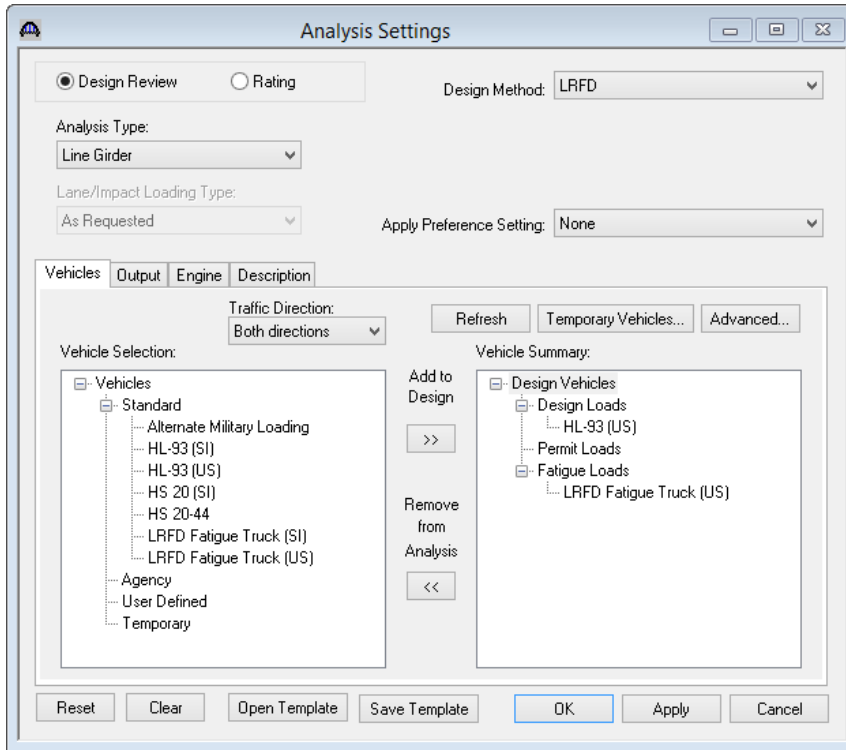 Analysis Settings
Design Review
Rating
Design Method:
LRFD
Analysis Type:
Line Girder
Lane/Impact Loading Type:
As Requested
Apply Preference Setting:
None
Vehicles
Output
Engine
Description
Traffic Direction:
Both directions
Refresh
Temporary Vehicles...
Advanced...
Vehicle Selection:
Vehicles
Standard
Alternate Military Loading
HL-93 (SI)
HL-93 (US)
HS 20 (SI)
HS 20-44
LRFD Fatigue Truck (SI)
LRFD Fatigue Truck (US)
Agency
User Defined
Temporary
Add to
Design
>>
Remove
from
Analysis
<<
Vehicle Summary:
Design Vehicles
Design Loads
HL-93 (US)
Permit Loads
Fatigue Loads
LRFD Fatigue Truck (US)
Reset
Clear
Open Template
Save Template
OK
Apply
Cancel